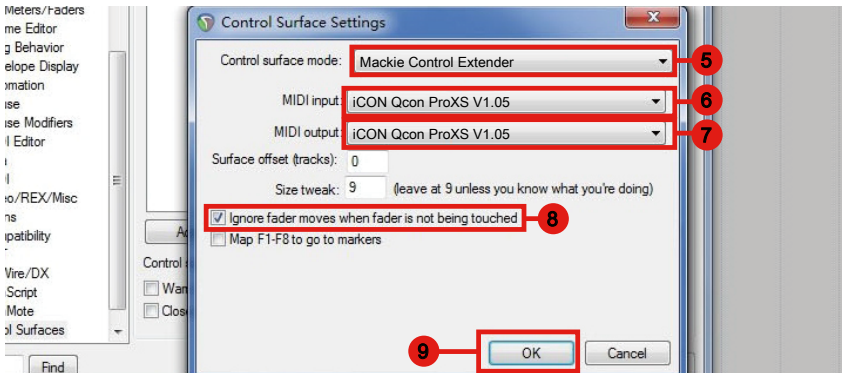 Meters/Faders
me Editor
g Behavior
elope Display
omation
use
use Modifiers
I Editor
eo/REX/Misc
ns
mpatibility
Wire/DX
Script
Mote
ol Surfaces
Find
Control
Clos
Control Surface Settings
Control surface mode: Mackie Control Extender 5
MIDI input: iCON Qcon ProXS V1.05 6
MIDI output: iCON Qcon ProXS V1.05 7
Surface offset (tracks): 0
Size tweak: 9 (leave at 9 unless you know what you're doing)
Ignore fader moves when fader is not being touched 8
Map F1-F8 to go to markers
9 OK Cancel